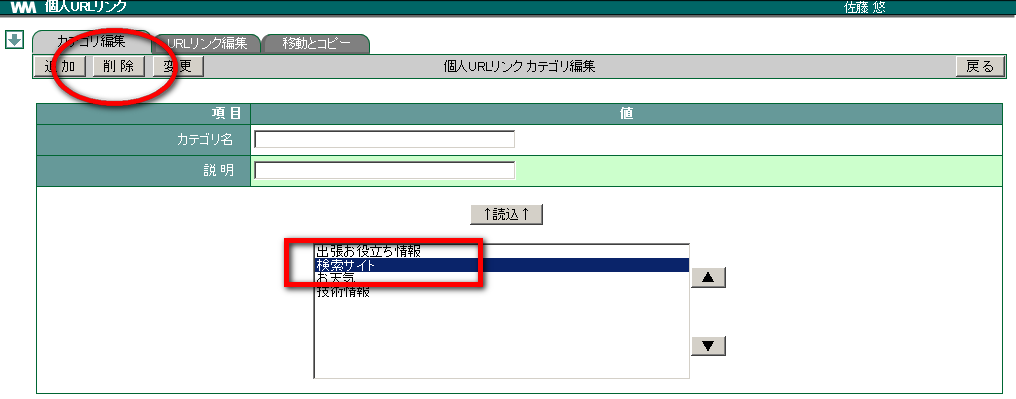 WM 個人URLリンク 佐藤 悠
カテゴリ編集 URLリンク編集 移動とコピー
追加 削除 変更 個人URLリンク カテゴリ編集 戻る
項目 値
カテゴリ名
説明
↑読込↑
出張お役立ち情報
検索サイト
お天気
技術情報
▲
▼